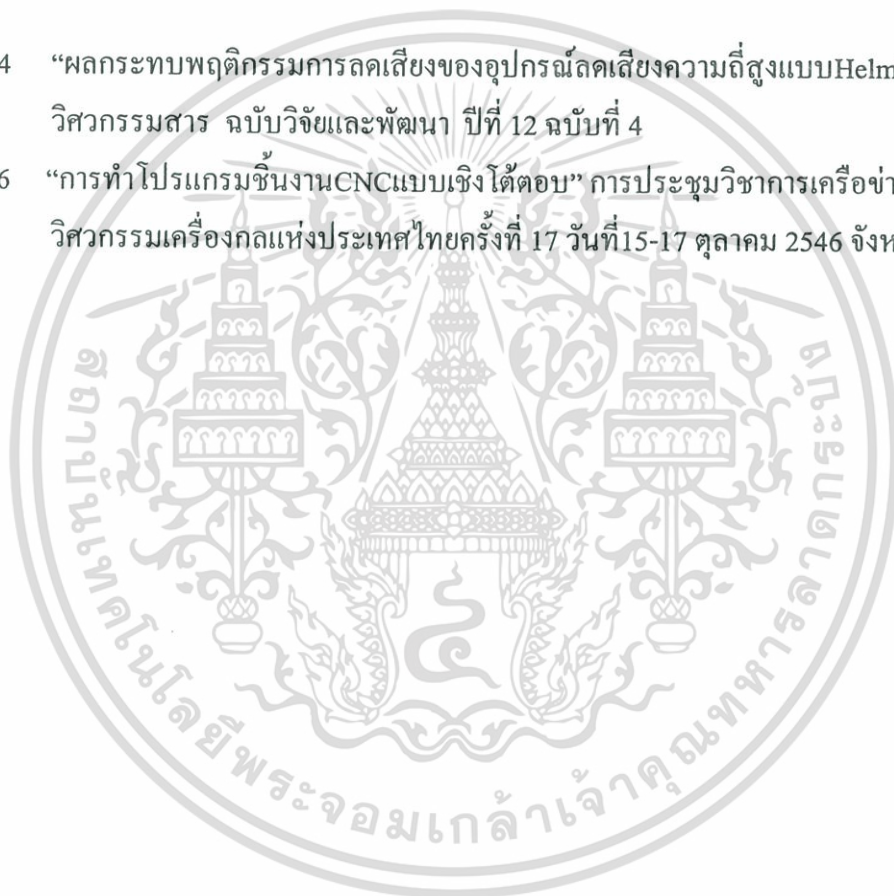 4 “ผลกระทบพฤติกรรมการลดเสียงของอุปกรณ์ลดเสียงความถี่สูงแบบHelm
วิศวกรรมสาร ฉบับวิจัยและพัฒนา ปีที่ 12 ฉบับที่ 4
6 “การทำโปรแกรมชิ้นงานCNCแบบเชิงโต้ตอบ” การประชุมวิชาการเครือข่า
วิศวกรรมเครื่องกลแห่งประเทศไทยครั้งที่ 17 วันที่15-17 ตุลาคม 2546 จังห
สถาบันเทคโนโลยีพระจอมเกล้าเจ้าคุณทหารลาดกระบัง